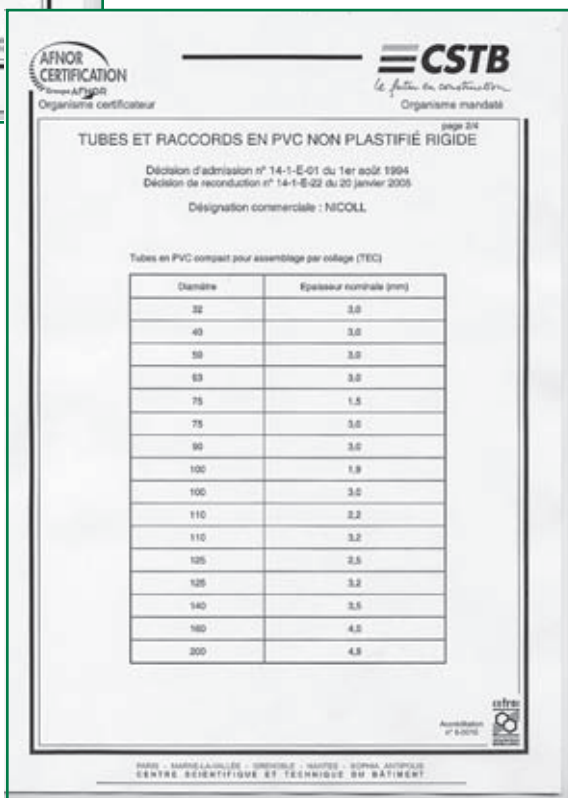 AFNOR
CERTIFICATION
Groupe AFNOR
Organisme certificateur
CSTB
le futur en construction
Organisme mandaté
page 2/4
TUBES ET RACCORDS EN PVC NON PLASTIFIÉ RIGIDE
Décision d'admission n° 14-1-E-01 du 1er août 1994
Décision de reconduction n° 14-1-E-22 du 20 janvier 2005
Désignation commerciale : NICOLL
Tubes en PVC compact pour assemblage par collage (TEC)
Diamètre Epaisseur nominale (mm)
32 3,0
40 3,0
50 3,0
63 3,0
75 1.5
75 3,0
90 3,0
100 1,9
100 3,0
110 2,2
110 3,2
125 2,5
125 3,2
140 3,5
160 4,0
200 4,9
cofrac
Accréditation
PARIS - MARNE-LA-VALLÉE - GRENOBLE - NANTES - SOPHIA ANTIPOLIS
CENTRE SCIENTIFIQUE ET TECHNIQUE DU BÂTIMENT